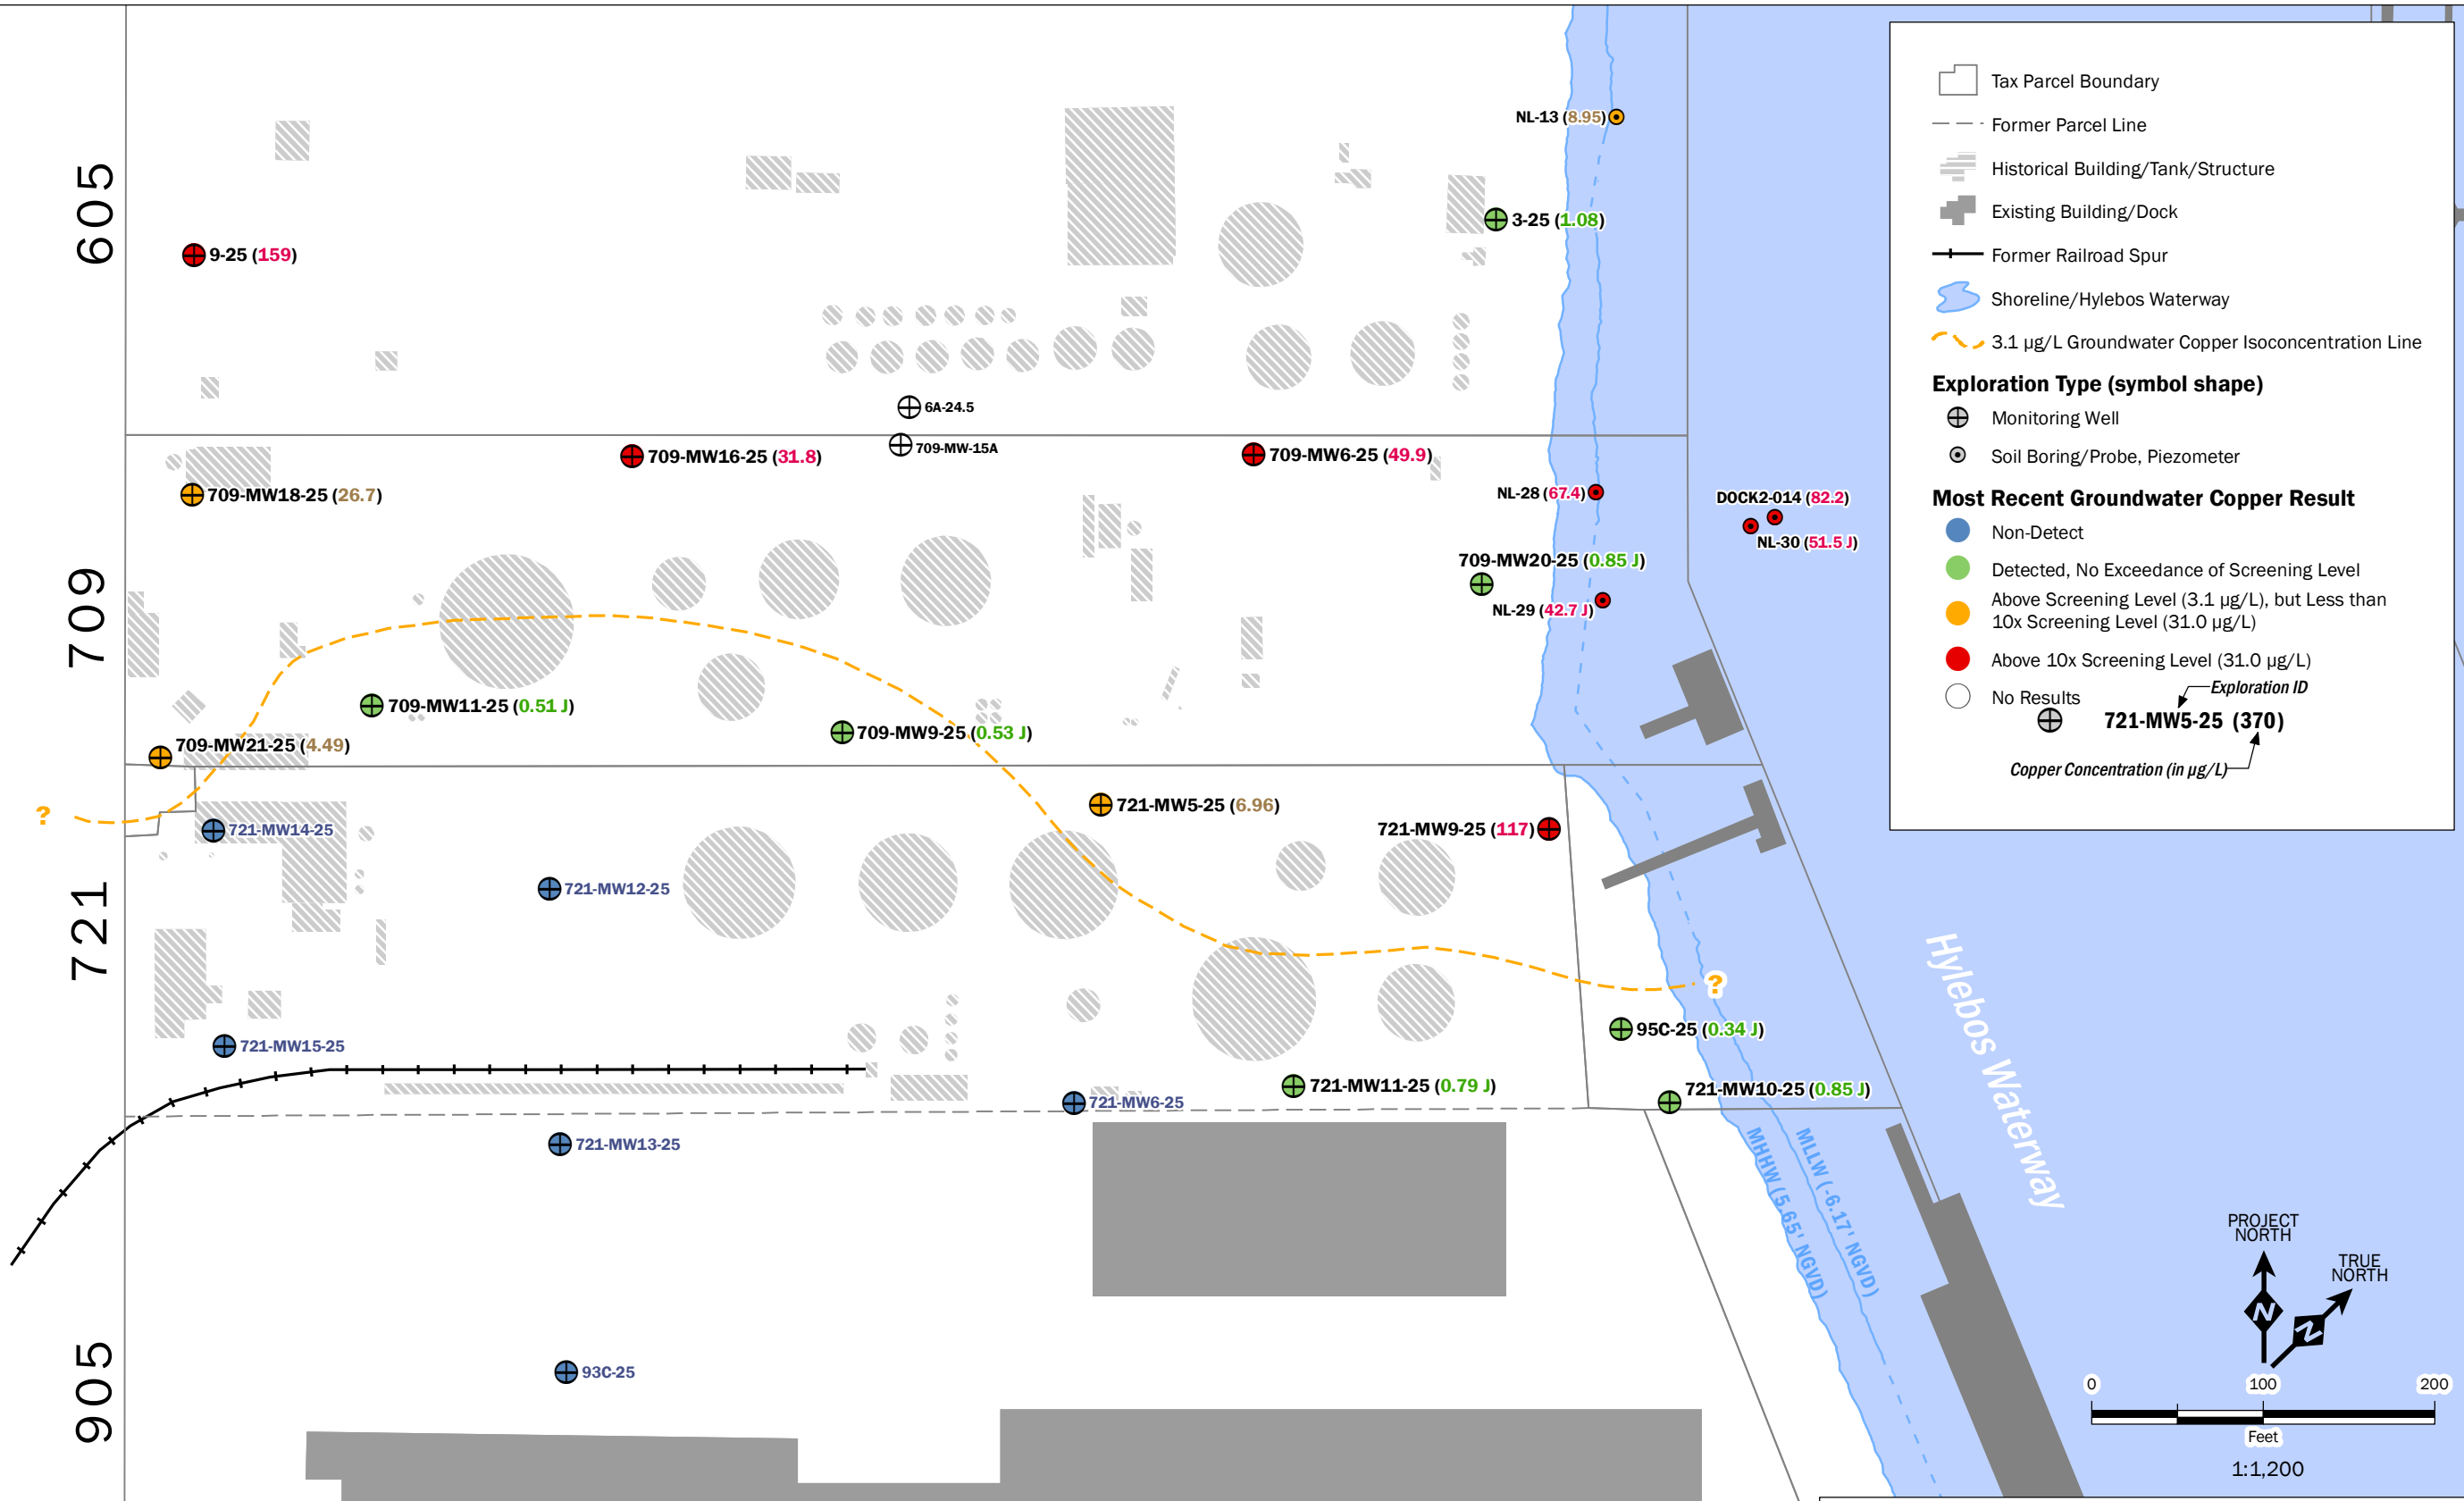 605
709
721
905
NL-13 (8.95)
3-25 (1.08)
9-25 (159)
6A-24.5
709-MW-15A
709-MW16-25 (31.8)
709-MW6-25 (49.9)
709-MW18-25 (26.7)
NL-28 (67.4)
DOCK2-014 (82.2)
NL-30 (51.5 J)
709-MW20-25 (0.85 J)
NL-29 (42.7 J)
709-MW11-25 (0.51 J)
709-MW9-25 (0.53 J)
709-MW21-25 (4.49)
?
721-MW14-25
721-MW5-25 (6.96)
721-MW9-25 (117)
721-MW12-25
?
95C-25 (0.34 J)
721-MW15-25
721-MW11-25 (0.79 J)
721-MW10-25 (0.85 J)
721-MW6-25
721-MW13-25
93C-25
MHHW (5.65' NGVD)
MLLW (-6.17' NGVD)
Hylebos Waterway
Tax Parcel Boundary
Former Parcel Line
Historical Building/Tank/Structure
Existing Building/Dock
Former Railroad Spur
Shoreline/Hylebos Waterway
3.1 µg/L Groundwater Copper Isoconcentration Line
Exploration Type (symbol shape)
Monitoring Well
Soil Boring/Probe, Piezometer
Most Recent Groundwater Copper Result
Non-Detect
Detected, No Exceedance of Screening Level
Above Screening Level (3.1 µg/L), but Less than
10x Screening Level (31.0 µg/L)
Above 10x Screening Level (31.0 µg/L)
No Results
Exploration ID
721-MW5-25 (370)
Copper Concentration (in µg/L)
PROJECT
NORTH
TRUE
NORTH
N
N
0 100 200
Feet
1:1,200